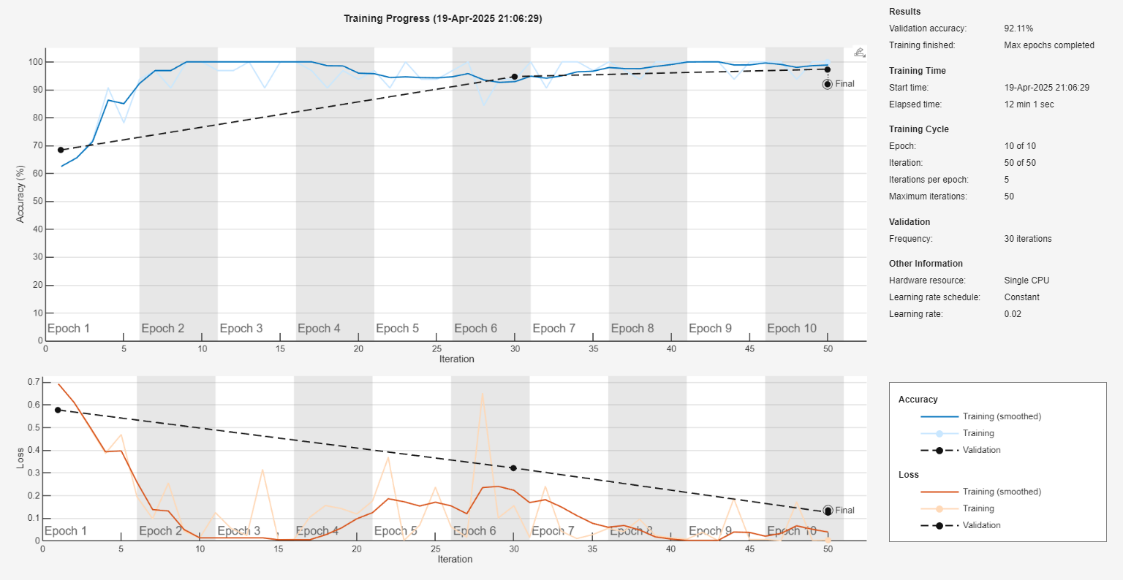 Training Progress (19-Apr-2025 21:06:29)
100
90
80
70
60
50
40
30
20
10
0
Accuracy (%)
Final
Epoch 1 Epoch 2 Epoch 3 Epoch 4 Epoch 5 Epoch 6 Epoch 7 Epoch 8 Epoch 9 Epoch 10
0 5 10 15 20 25 30 35 40 45 50
Iteration
0.7
0.6
0.5
0.4
0.3
0.2
0.1
0
Loss
Final
Epoch 1 Epoch 2 Epoch 3 Epoch 4 Epoch 5 Epoch 6 Epoch 7 Epoch 8 Epoch 9 Epoch 10
0 5 10 15 20 25 30 35 40 45 50
Iteration
Results
Validation accuracy: 92.11%
Training finished: Max epochs completed
Training Time
Start time: 19-Apr-2025 21:06:29
Elapsed time: 12 min 1 sec
Training Cycle
Epoch: 10 of 10
Iteration: 50 of 50
Iterations per epoch: 5
Maximum iterations: 50
Validation
Frequency: 30 iterations
Other Information
Hardware resource: Single CPU
Learning rate schedule: Constant
Learning rate: 0.02
Accuracy
Training (smoothed)
Training
Validation
Loss
Training (smoothed)
Training
Validation